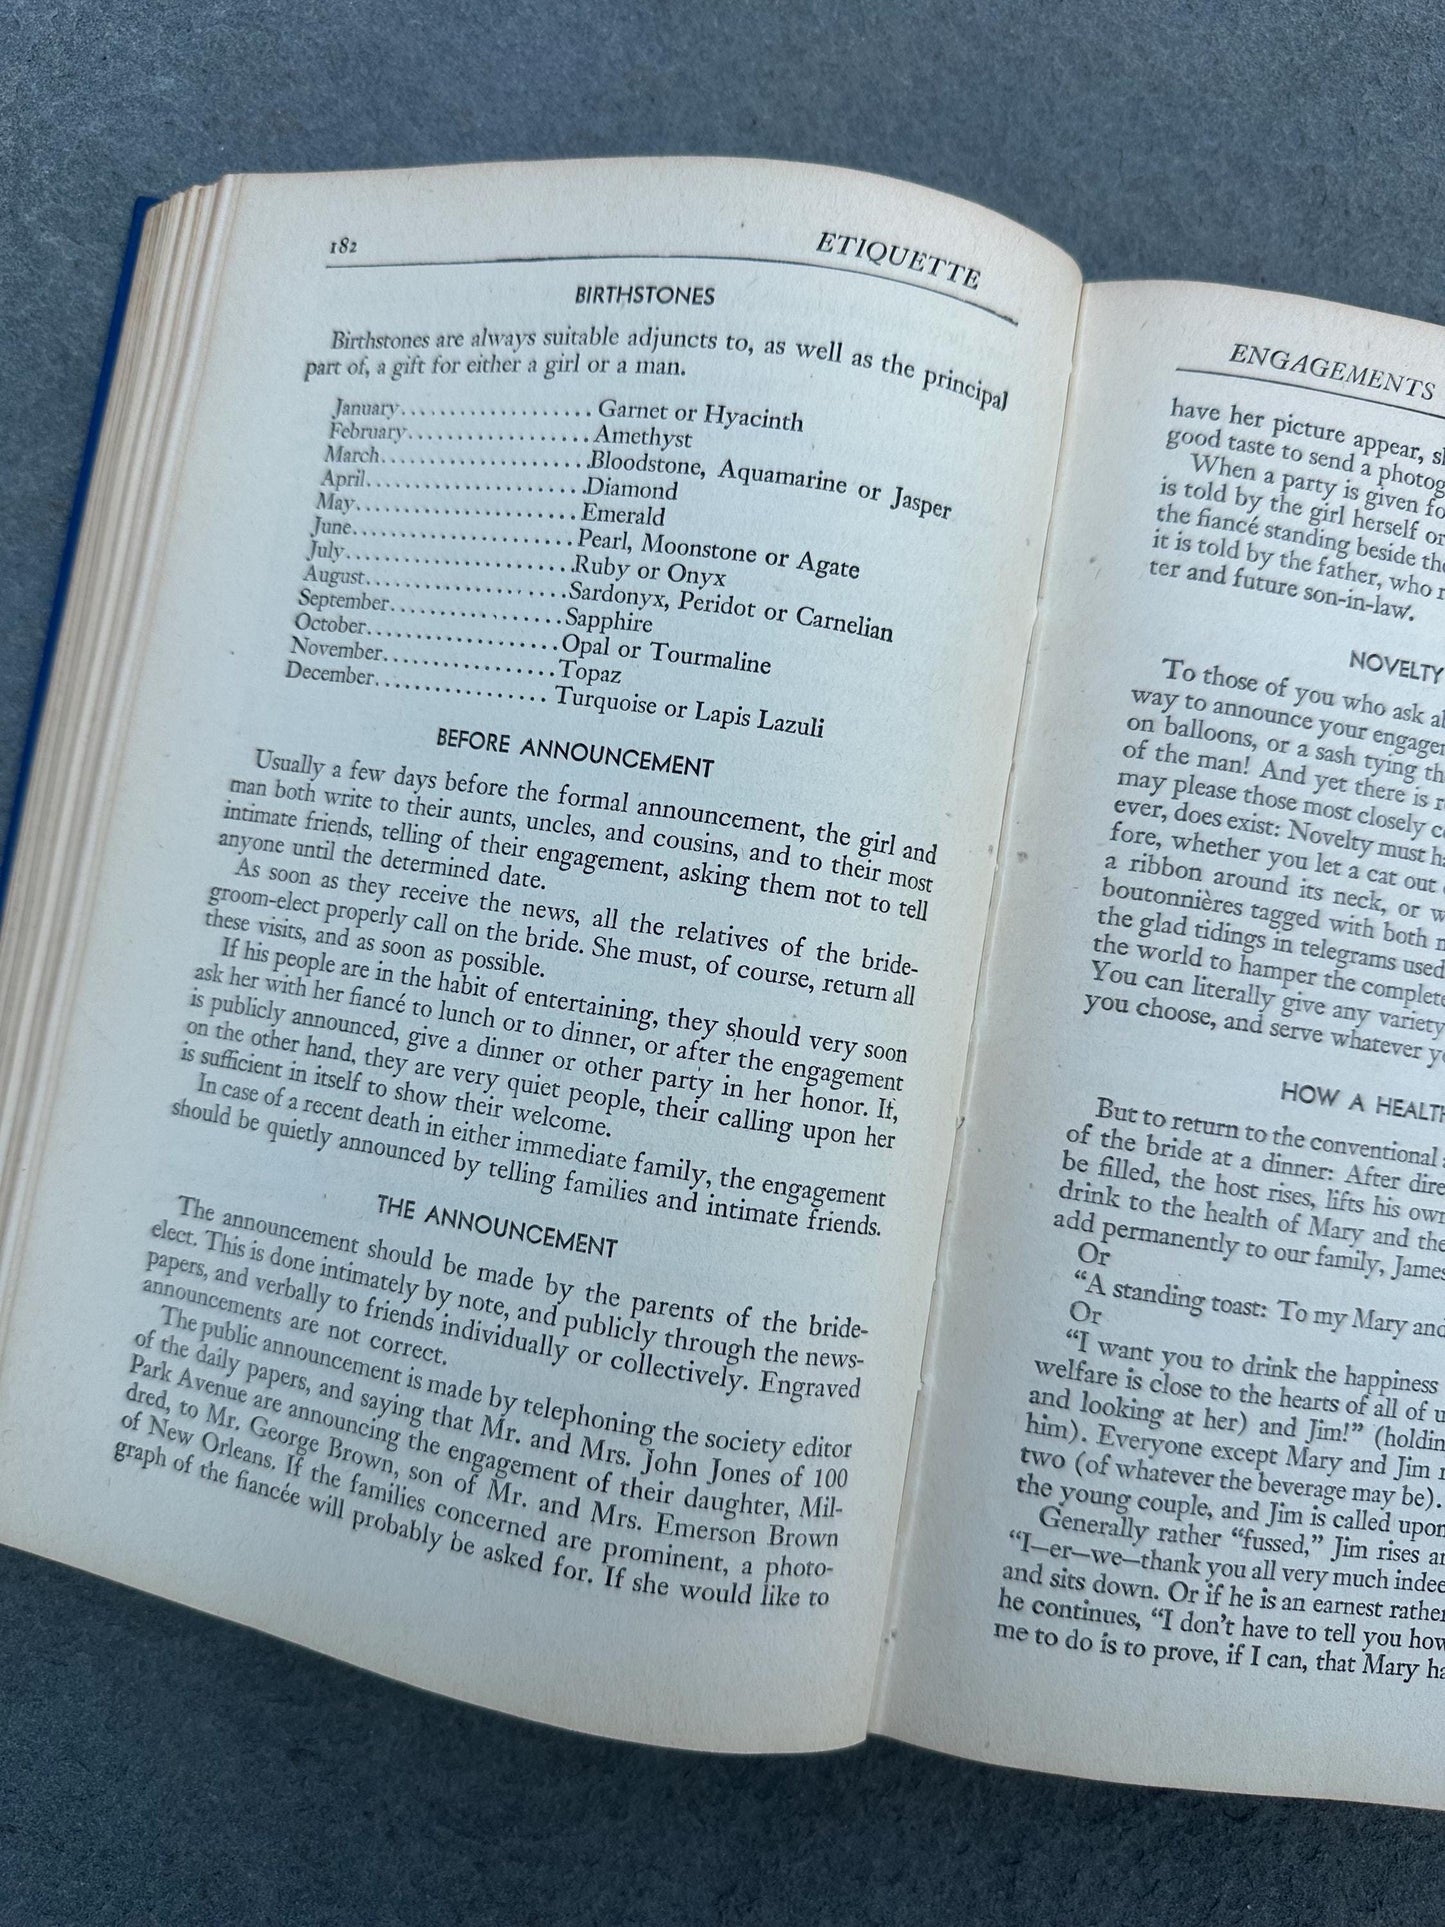 182 ETIQUETTE
BIRTHSTONES
Birthstones are always suitable adjuncts to, as well as the principal
part of, a gift for either a girl or a man.
January.................... Garnet or Hyacinth
February................... Amethyst
March......................Bloodstone, Aquamarine or Jasper
April.......................Diamond
May.......................Emerald
June.......................Pearl, Moonstone or Agate
July........................Ruby or Onyx
August.....................Sardonyx, Peridot or Carnelian
September..................Sapphire
October....................Opal or Tourmaline
November..................Topaz
December.................. Turquoise or Lapis Lazuli
BEFORE ANNOUNCEMENT
Usually a few days before the formal announcement, the girl and
man both write to their aunts, uncles, and cousins, and to their most
intimate friends, telling of their engagement, asking them not to tell
anyone until the determined date.
As soon as they receive the news, all the relatives of the bride-
groom-elect properly call on the bride. She must, of course, return all
these visits, and as soon as possible.
If his people are in the habit of entertaining, they should very soon
ask her with her fiancé to lunch or to dinner, or after the engagement
is publicly announced, give a dinner or other party in her honor. If,
on the other hand, they are very quiet people, their calling upon her
is sufficient in itself to show their welcome.
In case of a recent death in either immediate family, the engagement
should be quietly announced by telling families and intimate friends.
THE ANNOUNCEMENT
The announcement should be made by the parents of the bride-
elect. This is done intimately by note, and publicly through the news-
papers, and verbally to friends individually or collectively. Engraved
announcements are not correct.
The public announcement is made by telephoning the society editor
of the daily papers, and saying that Mr. and Mrs. John Jones of 100
Park Avenue are announcing the engagement of their daughter, Mil-
dred, to Mr. George Brown, son of Mr. and Mrs. Emerson Brown
of New Orleans. If the families concerned are prominent, a photo-
graph of the fiancée will probably be asked for. If she would like to
ENGAGEMENTS
have her picture appear,
good taste to send a
When a party is given
is told by the girl herself or
the fiancé standing beside
it is told by the father, who
ter and future son-in-law.
NOVELTY
To those of you who ask
way to announce your
on balloons, or a sash tying
of the man! And yet there is
may please those most closely
ever, does exist: Novelty must
fore, whether you let a cat out
a ribbon around its neck, or
boutonnières tagged with both
the glad tidings in telegrams used
the world to hamper the
You can literally give any variety
you choose, and serve whatever
HOW A
But to return to the conventional
of the bride at a dinner: After
be filled, the host rises, lifts his own
drink to the health of Mary and the
add permanently to our family, James
Or
"A standing toast: To my Mary and
Or
"I want you to drink the happiness
welfare is close to the hearts of all of
and looking at her) and Jim!" (holding
him). Everyone except Mary and Jim
two (of whatever the beverage may be).
the young couple, and Jim is called upon
Generally rather "fussed," Jim rises
"I—er—we—thank you all very much
and sits down. Or if he is an earnest
he continues, "I don't have to tell you how
me to do is to prove, if I can, that Mary